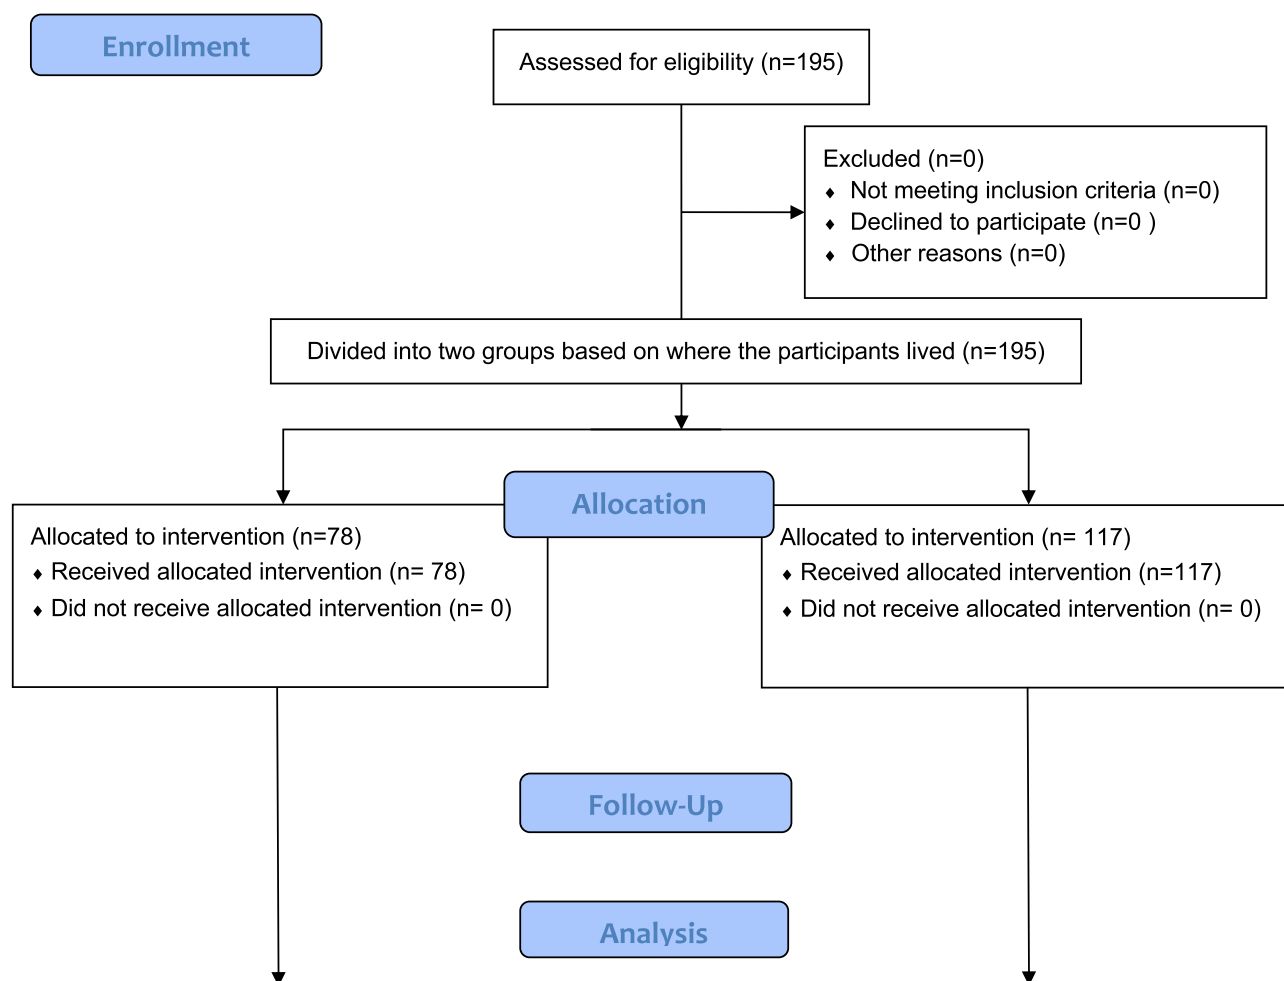 Enrollment
Assessed for eligibility (n=195)
Excluded (n=0)
♦ Not meeting inclusion criteria (n=0)
♦ Declined to participate (n=0 )
♦ Other reasons (n=0)
Divided into two groups based on where the participants lived (n=195)
Allocation
Allocated to intervention (n=78)
♦ Received allocated intervention (n= 78)
♦ Did not receive allocated intervention (n= 0)
Allocated to intervention (n= 117)
♦ Received allocated intervention (n=117)
♦ Did not receive allocated intervention (n= 0)
Follow-Up
Analysis